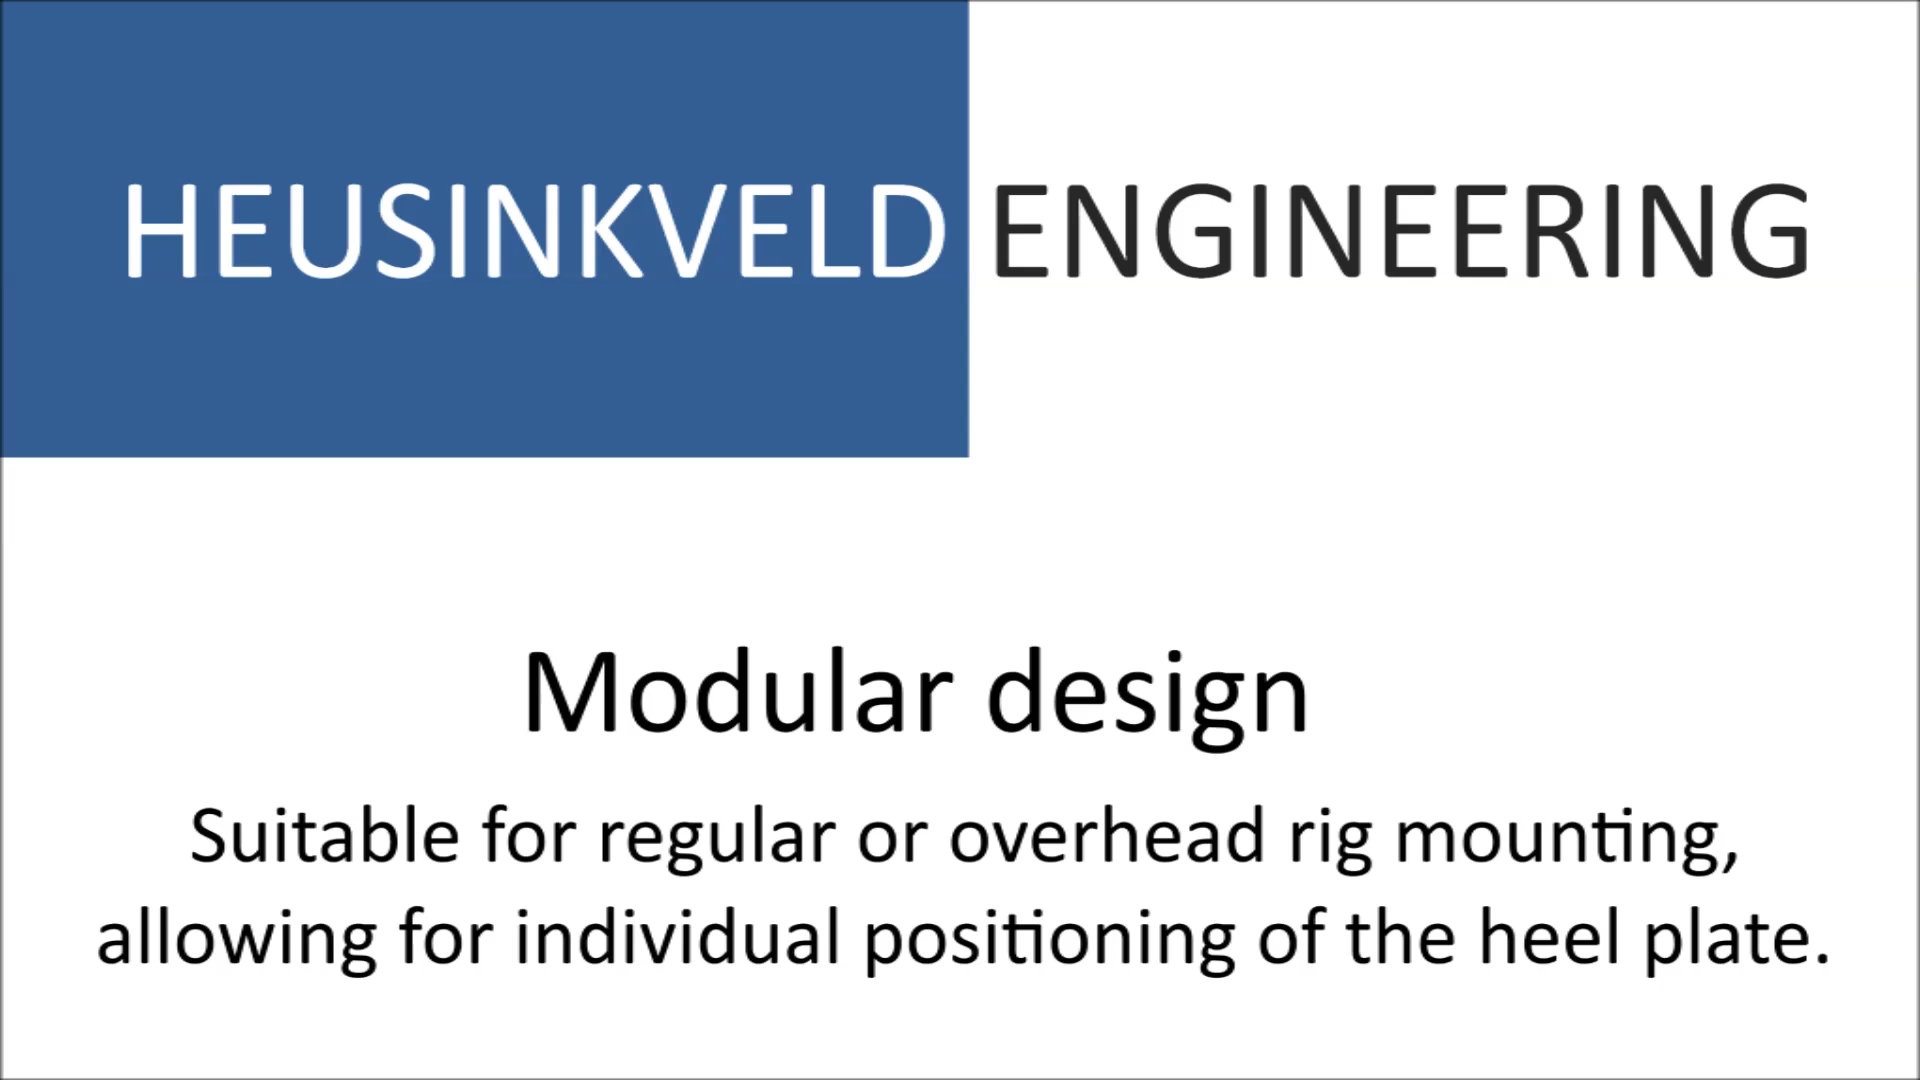 HEUSINKVELD ENGINEERING
Modular design
Suitable for regular or overhead rig mounting,
allowing for individual positioning of the heel plate.